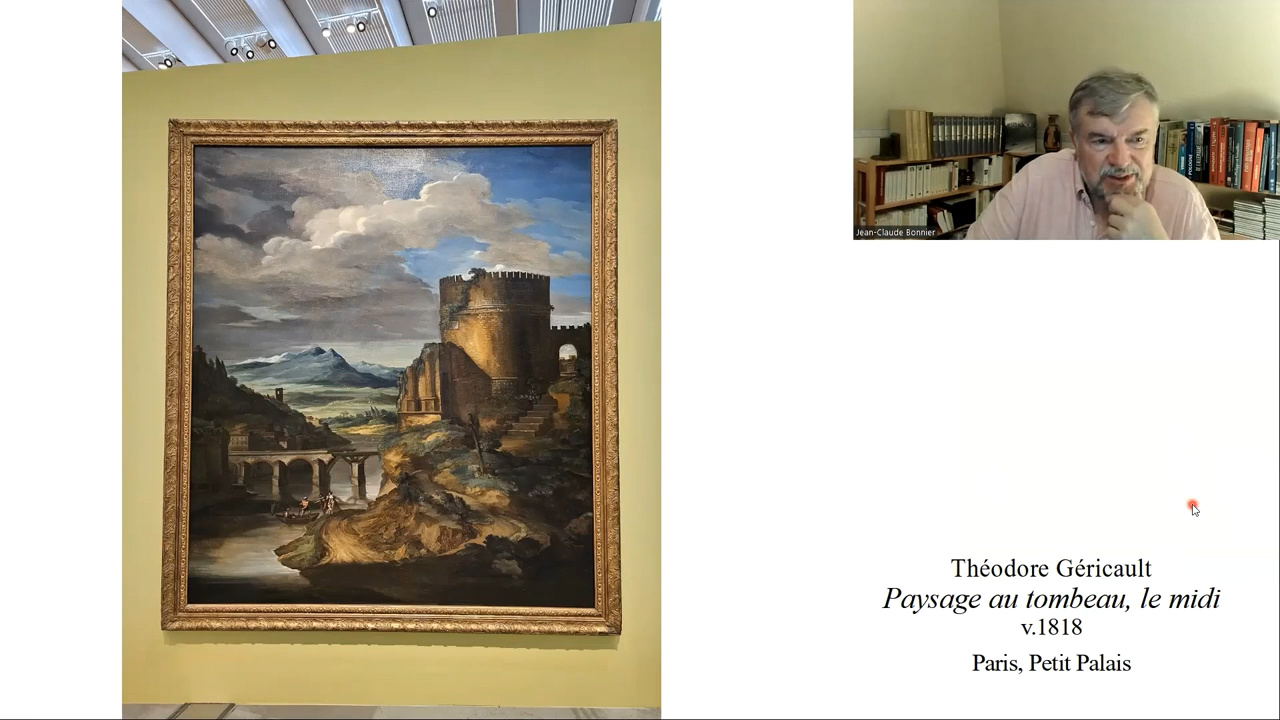 Jean-Claude Bonnier
Théodore Géricault
Paysage au tombeau, le midi
v.1818
Paris, Petit Palais